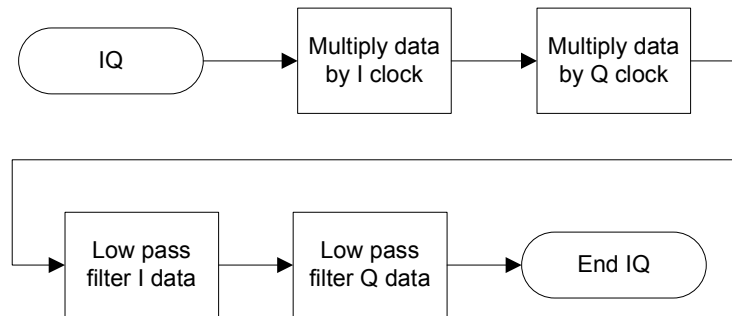 IQ
Multiply data
by I clock
Multiply data
by Q clock
Low pass
filter I data
Low pass
filter Q data
End IQ